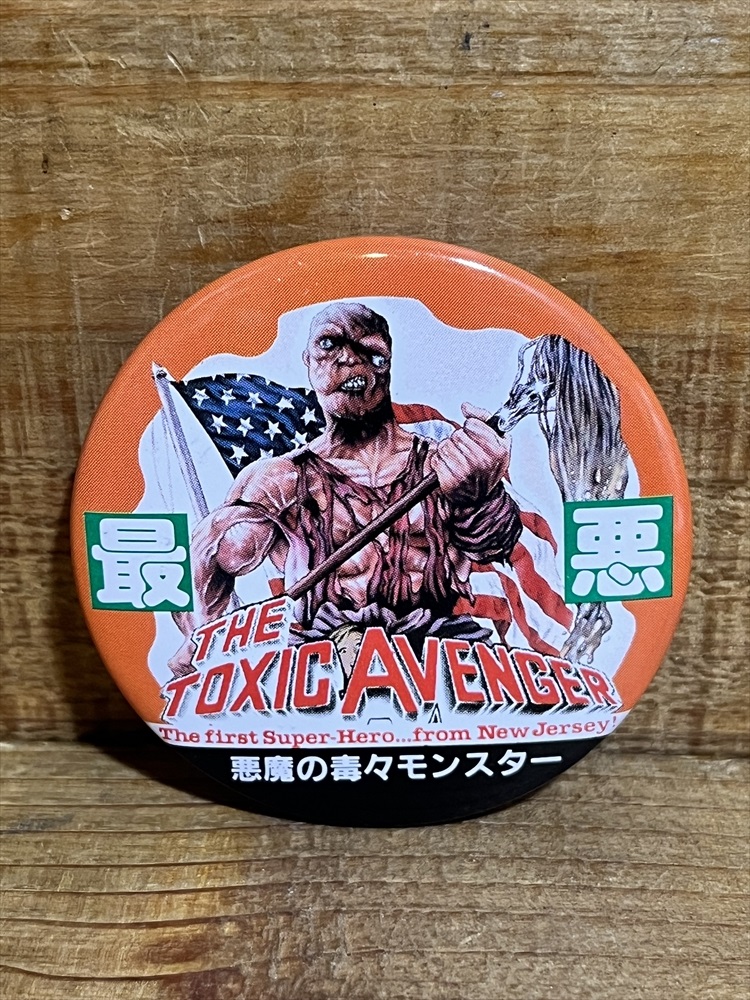 最 悪
THE
TOXIC AVENGER
The first Super-Hero...from New Jersey!
悪魔の毒々モンスター